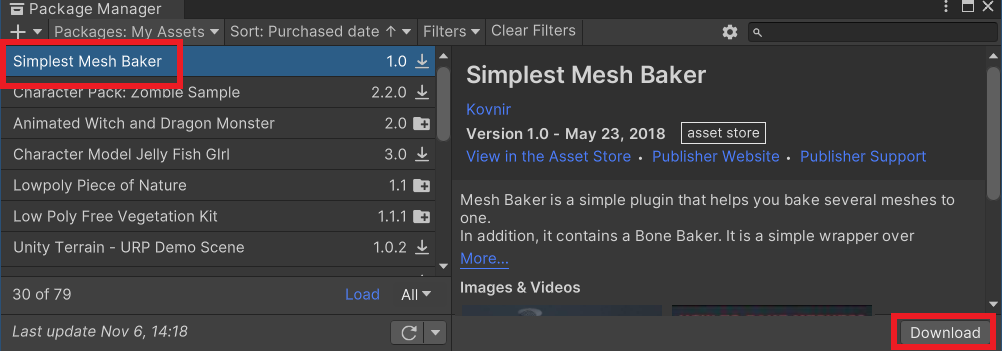 Package Manager
Packages: My Assets Sort: Purchased date ↑ Filters Clear Filters
Simplest Mesh Baker 1.0
Character Pack: Zombie Sample 2.2.0
Animated Witch and Dragon Monster 2.0
Character Model Jelly Fish GIrl 3.0
Lowpoly Piece of Nature 1.1
Low Poly Free Vegetation Kit 1.1.1
Unity Terrain - URP Demo Scene 1.0.2
30 of 79 Load All
Last update Nov 6, 14:18
Simplest Mesh Baker
Kovnir
Version 1.0 - May 23, 2018 asset store
View in the Asset Store • Publisher Website • Publisher Support
Mesh Baker is a simple plugin that helps you bake several meshes to
one.
In addition, it contains a Bone Baker. It is a simple wrapper over
More...
Images & Videos
Download